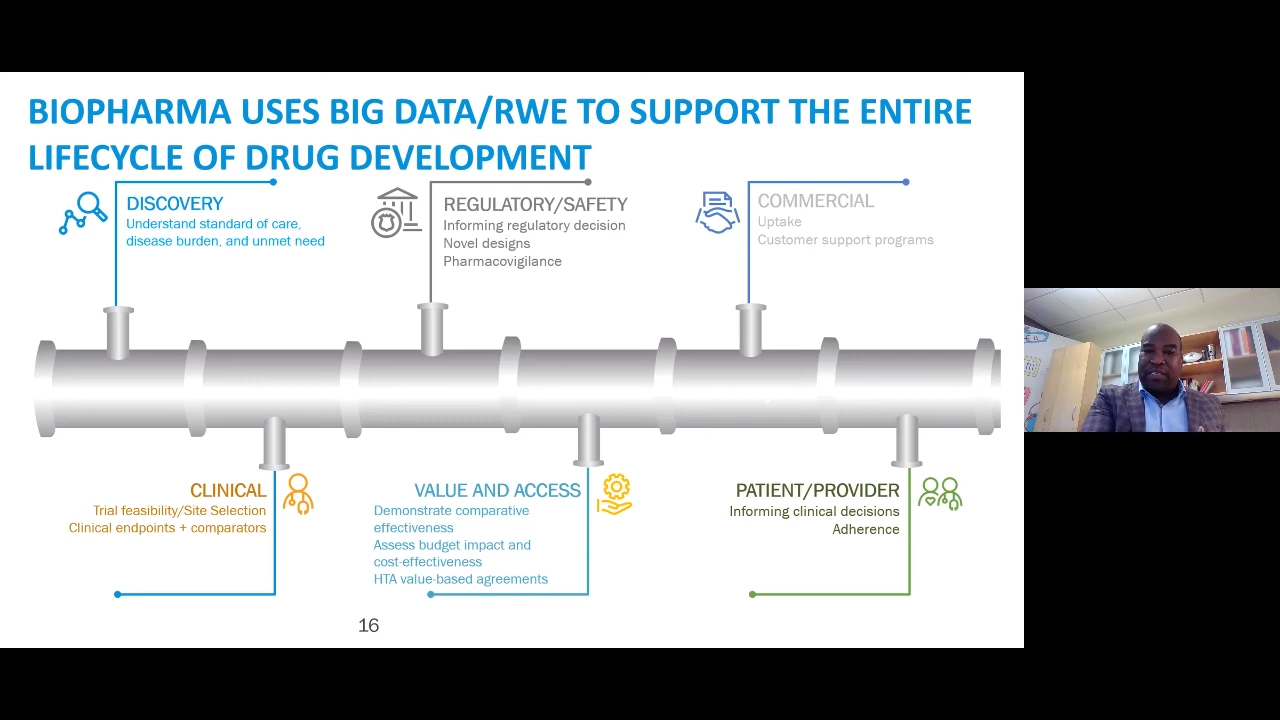 BIOPHARMA USES BIG DATA/RWE TO SUPPORT THE ENTIRE
LIFECYCLE OF DRUG DEVELOPMENT
DISCOVERY
Understand standard of care,
disease burden, and unmet need
REGULATORY/SAFETY
Informing regulatory decision
Novel designs
Pharmacovigilance
COMMERCIAL
Uptake
Customer support programs
CLINICAL
Trial feasibility/Site Selection
Clinical endpoints + comparators
VALUE AND ACCESS
Demonstrate comparative
effectiveness
Assess budget impact and
cost-effectiveness
HTA value-based agreements
PATIENT/PROVIDER
Informing clinical decisions
Adherence
16